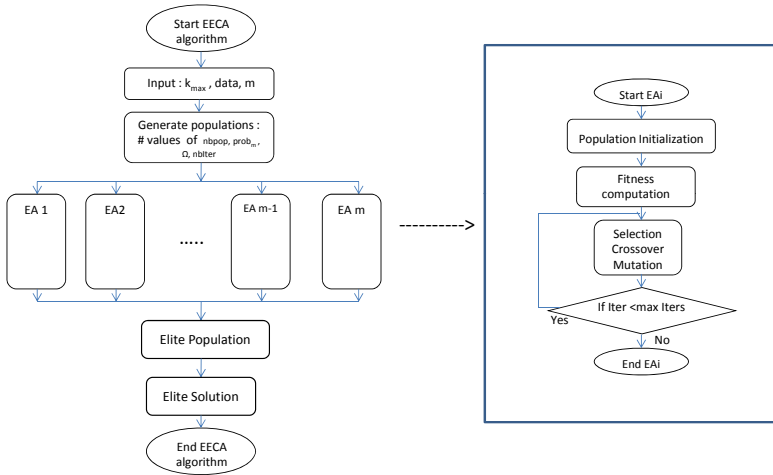 Start EECA
algorithm
Input : kmax , data, m
Generate populations :
# values of nbpop, probm ,
Ω, nbIter
EA 1
EA2
.....
EA m-1
EA m
Elite Population
Elite Solution
End EECA
algorithm
Start EAi
Population Initialization
Fitness
computation
Selection
Crossover
Mutation
If Iter <max Iters
Yes
No
End EAi